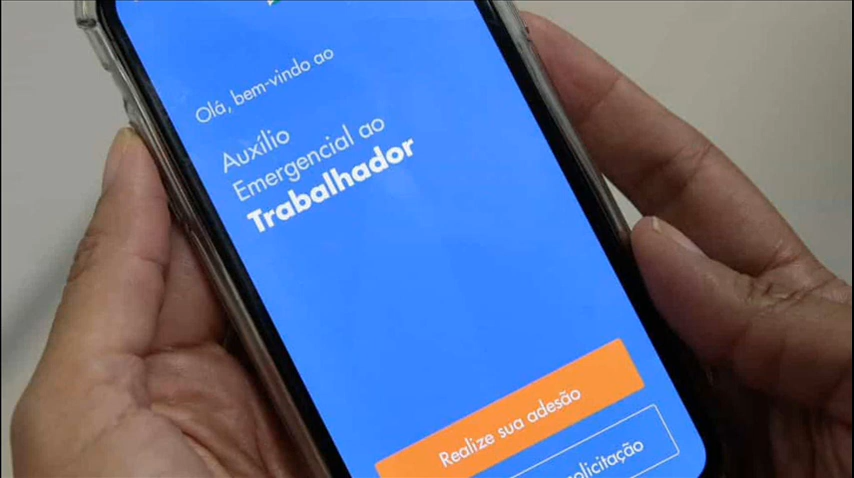 Olá, bem-vindo ao
Auxílio
Emergencial ao
Trabalhador
Realize sua adesão